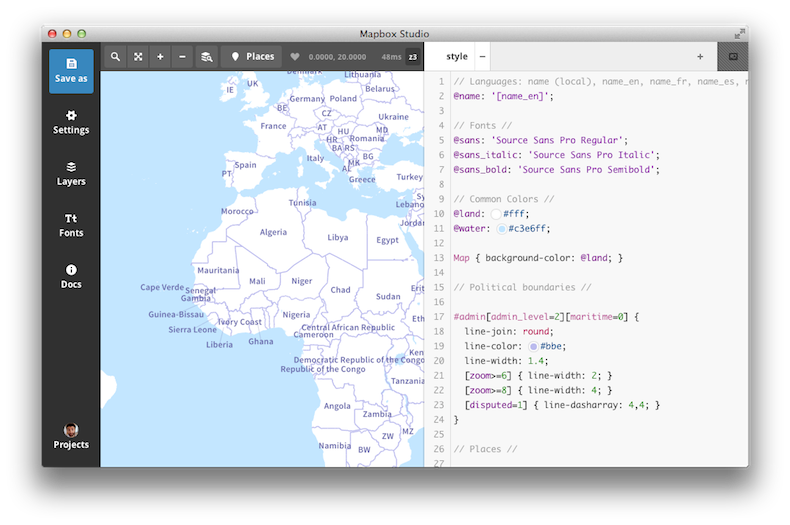 Mapbox Studio
Save as
Settings
Layers
Fonts
Docs
Projects
Places
0.0000, 20.0000
48ms
z3
style
Lithuania
UK
IE
Belarus
Germany
Poland
BE
CZ
Ukraine
France
AT
HU
MD
HR
Romania
BA
RS
Italy
BG
MK
AL
Spain
PT
Greece
Turkey
Lebanon
Jordan
Tunisia
Morocco
Algeria
Libya
Egypt
Mauritania
Cape Verde
Senegal
Mali
Niger
Chad
Sudan
Gambia
Guinea-Bissau
Nigeria
Ivory Coast
Sierra Leone
Central African Republic
Cameroon
Liberia
Ghana
Democratic Republic of the Congo
Republic of the Congo
Tanzania
Angola
Zambia
MZ
ZW
Namibia
BW
1 // Languages: name (local), name_en, name_fr, name_es,
2 @name: '[name_en]';
3
4 // Fonts //
5 @sans: 'Source Sans Pro Regular';
6 @sans_italic: 'Source Sans Pro Italic';
7 @sans_bold: 'Source Sans Pro Semibold';
8
9 // Common Colors //
10 @land: #fff;
11 @water: #c3e6ff;
12
13 Map { background-color: @land; }
14
15 // Political boundaries //
16
17 #admin[admin_level=2][maritime=0] {
18 line-join: round;
19 line-color: #bbe;
20 line-width: 1.4;
21 [zoom>=6] { line-width: 2; }
22 [zoom>=8] { line-width: 4; }
23 [disputed=1] { line-dasharray: 4,4; }
24 }
25
26 // Places //
27